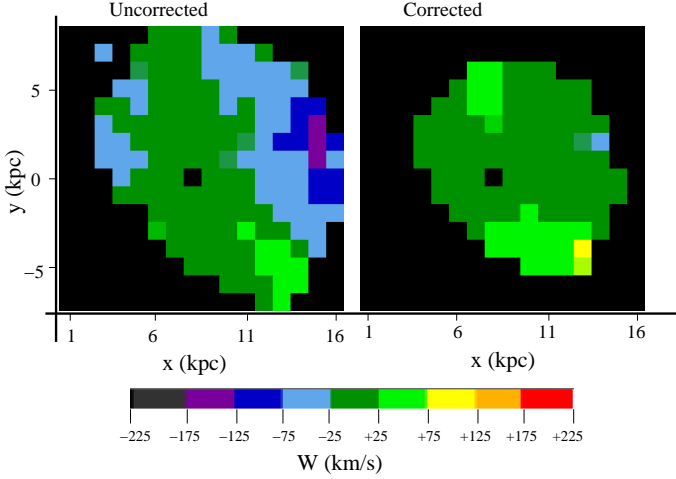 Uncorrected Corrected
5
0
−5
y (kpc)
1 6 11 16 1 6 11 16
x (kpc) x (kpc)
−225 −175 −125 −75 −25 +25 +75 +125 +175 +225
W (km/s)